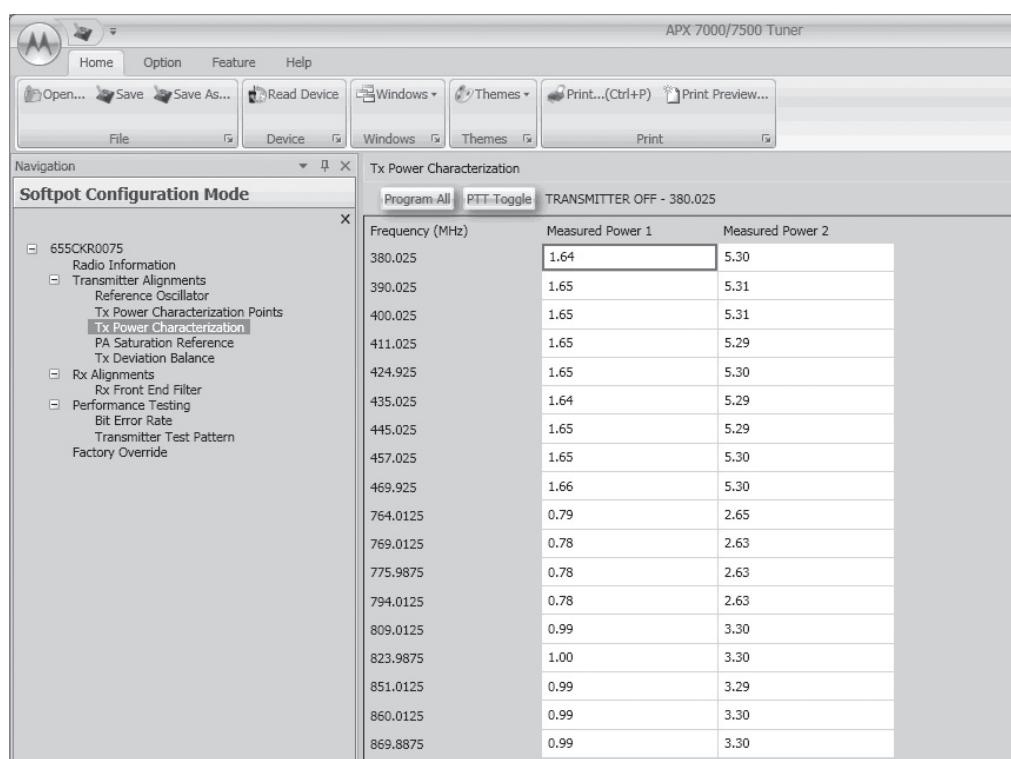 APX 7000/7500 Tuner
Home Option Feature Help
Open... Save Save As... Read Device Windows Themes Print...(Ctrl+P) Print Preview...
File Device Windows Themes Print
Navigation
Softpot Configuration Mode
655CKR0075
Radio Information
Transmitter Alignments
Reference Oscillator
Tx Power Characterization Points
Tx Power Characterization
PA Saturation Reference
Tx Deviation Balance
Rx Alignments
Rx Front End Filter
Performance Testing
Bit Error Rate
Transmitter Test Pattern
Factory Override
Tx Power Characterization
Program All PTT Toggle TRANSMITTER OFF - 380.025
Frequency (MHz) Measured Power 1 Measured Power 2
380.025 1.64 5.30
390.025 1.65 5.31
400.025 1.65 5.31
411.025 1.65 5.29
424.925 1.65 5.30
435.025 1.64 5.29
445.025 1.65 5.29
457.025 1.65 5.30
469.925 1.66 5.30
764.0125 0.79 2.65
769.0125 0.78 2.63
775.9875 0.78 2.63
794.0125 0.78 2.63
809.0125 0.99 3.30
823.9875 1.00 3.30
851.0125 0.99 3.29
860.0125 0.99 3.30
869.8875 0.99 3.30